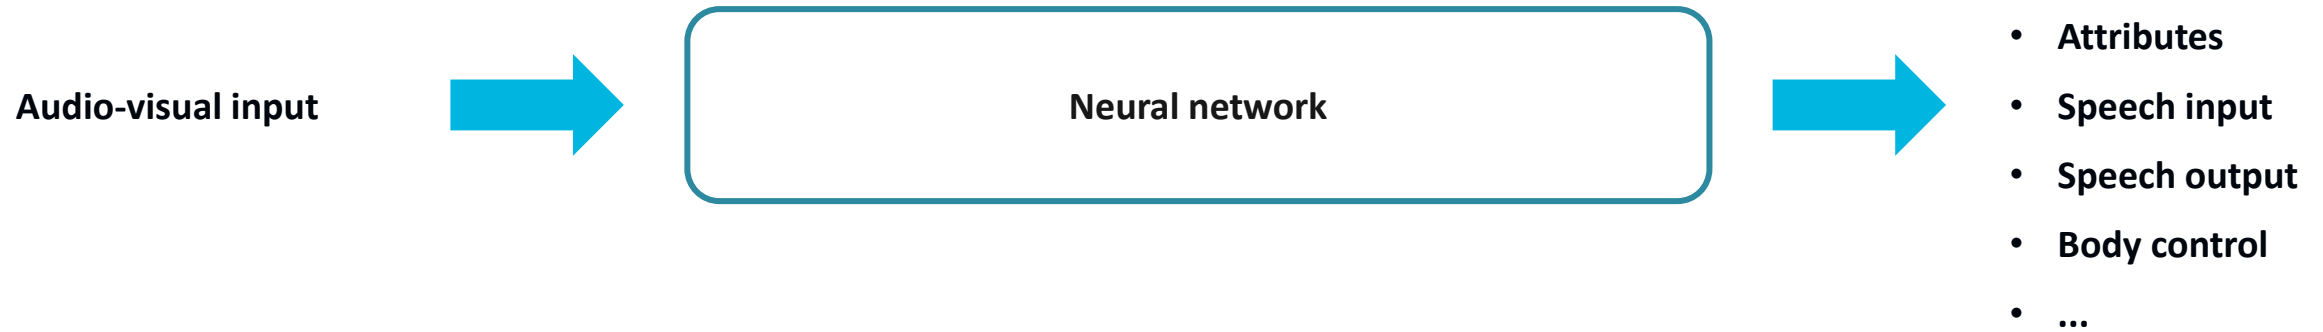 Audio-visual input
Neural network
• Attributes
• Speech input
• Speech output
• Body control
• ...